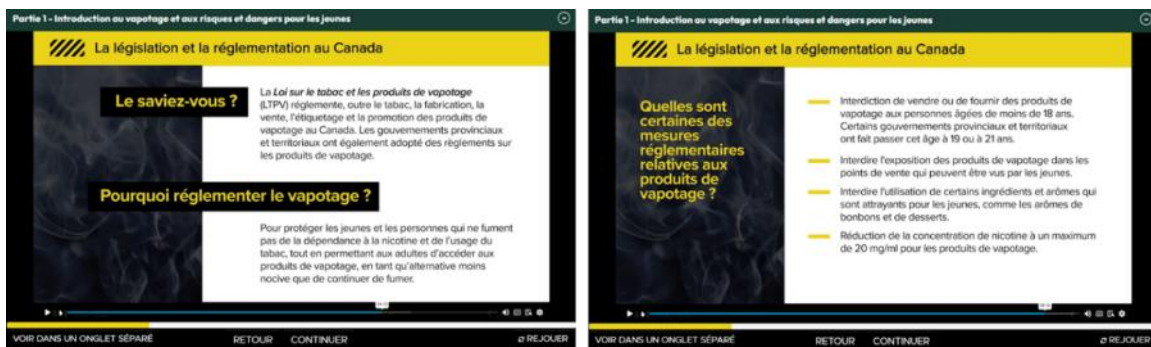 Partie 1 - Introduction au vapotage et aux risques et dangers pour les jeunes
La législation et la réglementation au Canada
Le saviez-vous ?
La Loi sur le tabac et les produits de vapotage
(LTPV) réglemente, outre le tabac, la fabrication, la
vente, l'étiquetage et la promotion des produits de
vapotage au Canada. Les gouvernements provinciaux
et territoriaux ont également adopté des règlements sur
les produits de vapotage.
Pourquoi réglementer le vapotage ?
Pour protéger les jeunes et les personnes qui ne fument
pas de la dépendance à la nicotine et de l'usage du
tabac, tout en permettant aux adultes d'accéder aux
produits de vapotage, en tant qu'alternative moins
nocive que de continuer de fumer.
VOIR DANS UN ONGLET SÉPARÉ
RETOUR
CONTINUER
REJOUER
Partie 1 - Introduction au vapotage et aux risques et dangers pour les jeunes
La législation et la réglementation au Canada
Quelles sont
certaines des
mesures
réglementaires
relatives aux
produits de
vapotage ?
Interdiction de vendre ou de fournir des produits de
vapotage aux personnes âgées de moins de 18 ans.
Certains gouvernements provinciaux et territoriaux
ont fait passer cet âge à 19 ou à 21 ans.
Interdire l'exposition des produits de vapotage dans les
points de vente qui peuvent être vus par les jeunes.
Interdire l'utilisation de certains ingrédients et arômes qui
sont attrayants pour les jeunes, comme les arômes de
bonbons et de desserts.
Réduction de la concentration de nicotine à un maximum
de 20 mg/ml pour les produits de vapotage.
VOIR DANS UN ONGLET SÉPARÉ
RETOUR
CONTINUER
REJOUER